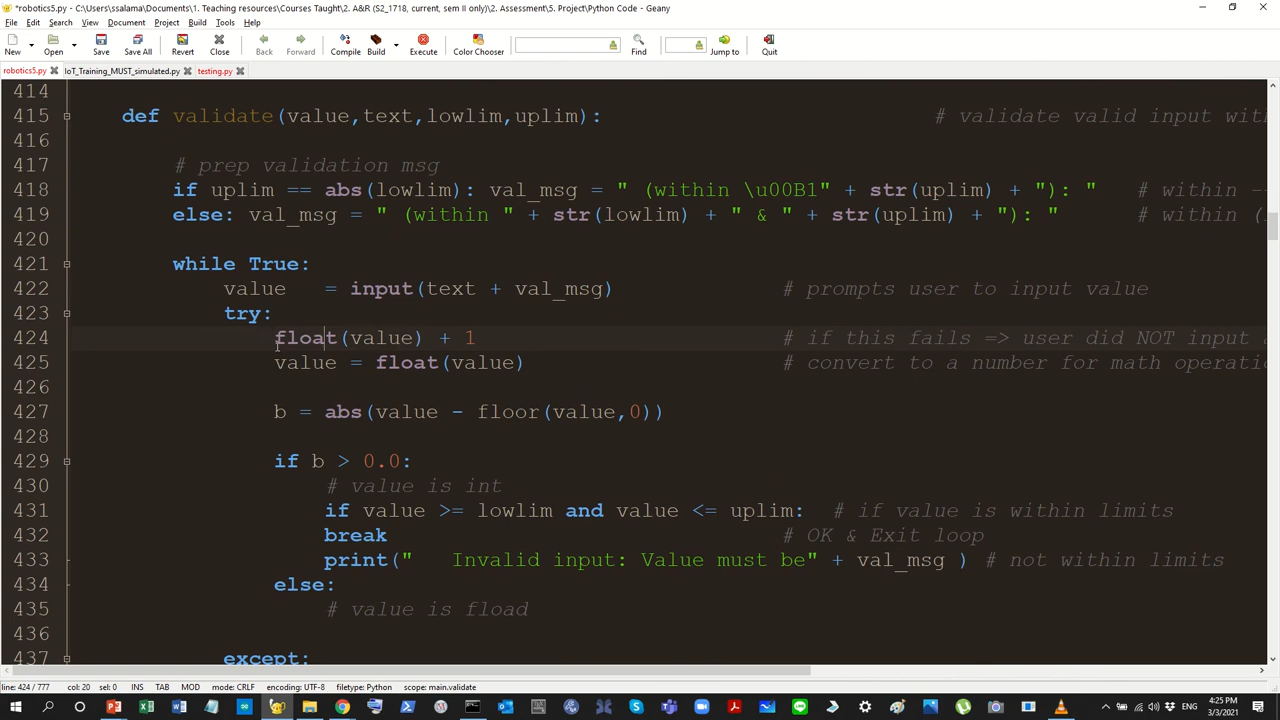 *robotics5.py - C:\Users\ssalama\Documents\1. Teaching resources\Courses Taught\2. A&R (S2_1718, current, sem II only)\2. Assessment\5. Project\Python Code - Geany
File Edit Search View Document Project Build Tools Help
New Open Save Save All Revert Close Back Forward Compile Build Execute Color Chooser Find Jump to Quit
robotics5.py IoT_Training_MUST_simulated.py testing.py
414
415 def validate(value,text,lowlim,uplim): # validate valid input with
416
417 # prep validation msg
418 if uplim == abs(lowlim): val_msg = " (within \u00B1" + str(uplim) + "): " # within
419 else: val_msg = " (within " + str(lowlim) + " & " + str(uplim) + "): " # within
420
421 while True:
422 value = input(text + val_msg) # prompts user to input value
423 try:
424 float(value) + 1 # if this fails => user did NOT input
425 value = float(value) # convert to a number for math operatio
426
427 b = abs(value - floor(value,0))
428
429 if b > 0.0:
430 # value is int
431 if value >= lowlim and value <= uplim: # if value is within limits
432 break # OK & Exit loop
433 print(" Invalid input: Value must be" + val_msg ) # not within limits
434 else:
435 # value is fload
436
437 except:
line: 424 / 777 col: 20 sel: 0 INS TAB MOD mode: CRLF encoding: UTF-8 filetype: Python scope: main.validate
4:25 PM
3/3/2021